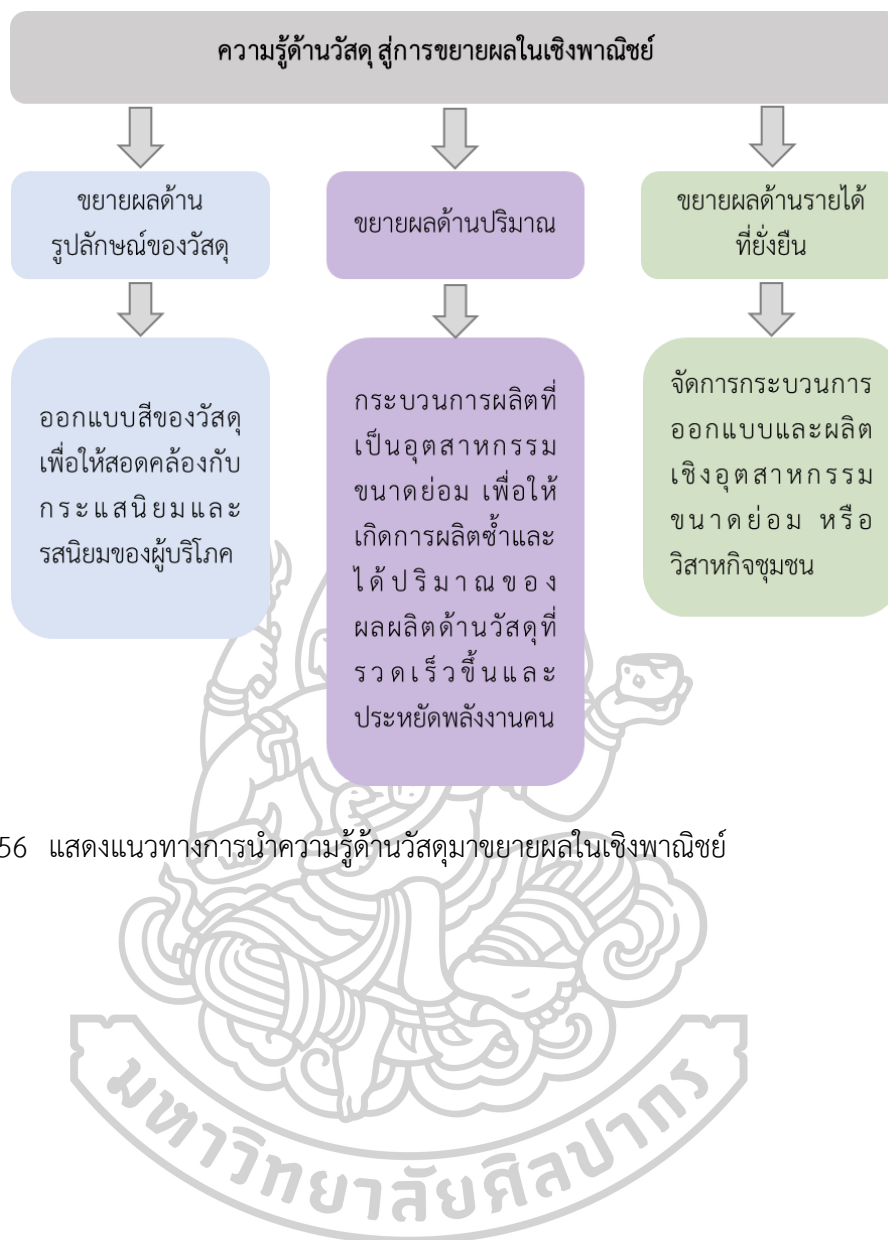 ความรู้ด้านวัสดุ สู่การขยายผลในเชิงพาณิชย์
ขยายผลด้าน
รูปลักษณ์ของวัสดุ
ขยายผลด้านปริมาณ
ขยายผลด้านรายได้
ที่ยั่งยืน
ออกแบบสีของวัสดุ
เพื่อให้สอดคล้องกับ
กระแสนิยมและ
รสนิยมของผู้บริโภค
กระบวนการผลิตที่
เป็นอุตสาหกรรม
ขนาดย่อม เพื่อให้
เกิดการผลิตซ้ำและ
ได้ปริมาณของ
ผลผลิตด้านวัสดุที่
รวดเร็วขึ้นและ
ประหยัดพลังงานคน
จัดการกระบวนการ
ออกแบบและผลิต
เชิงอุตสาหกรรม
ขนาดย่อม หรือ
วิสาหกิจชุมชน
56 แสดงแนวทางการนำความรู้ด้านวัสดุมาขยายผลในเชิงพาณิชย์
มหาวิทยาลัยศิลปากร